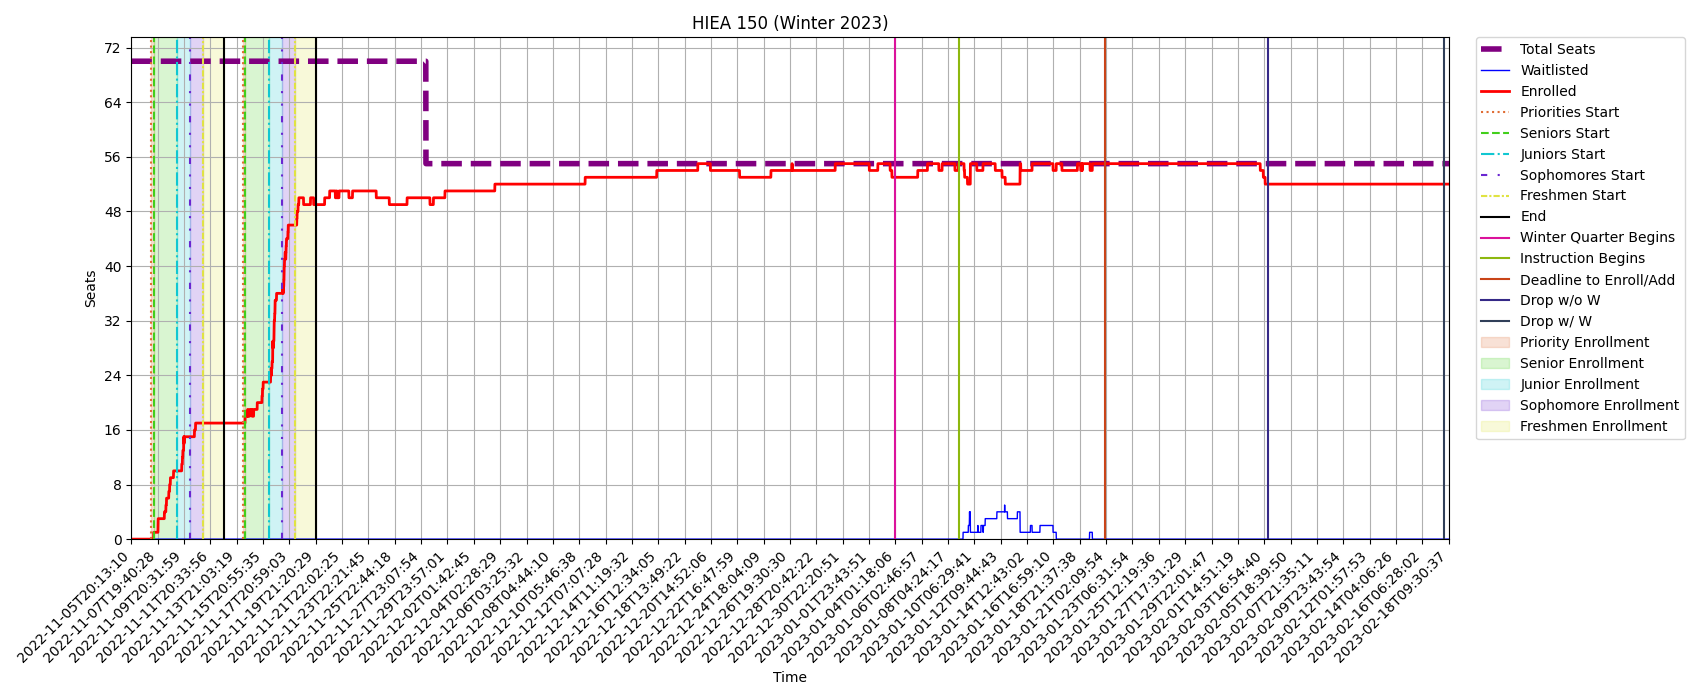 HIEA 150 (Winter 2023)
72
64
56
48
40
32
24
16
8
0
Seats
2022-11-05T20:13:10
2022-11-07T19:40:28
2022-11-09T20:31:59
2022-11-11T20:33:56
2022-11-13T21:03:19
2022-11-15T20:55:35
2022-11-17T20:59:03
2022-11-19T21:20:29
2022-11-21T22:02:25
2022-11-23T22:21:45
2022-11-25T22:44:18
2022-11-27T23:07:54
2022-11-29T23:57:01
2022-12-02T01:42:45
2022-12-04T02:28:29
2022-12-06T03:25:32
2022-12-08T04:44:10
2022-12-10T05:46:38
2022-12-12T07:07:28
2022-12-14T11:19:32
2022-12-16T12:34:05
2022-12-18T13:49:22
2022-12-20T14:52:06
2022-12-22T16:47:59
2022-12-24T18:04:09
2022-12-26T19:30:30
2022-12-28T20:42:22
2022-12-30T22:20:51
2023-01-01T23:43:51
2023-01-04T01:18:06
2023-01-06T02:46:57
2023-01-08T04:24:17
2023-01-10T06:29:41
2023-01-12T09:44:43
2023-01-14T12:43:02
2023-01-16T16:59:10
2023-01-18T21:37:38
2023-01-21T02:09:54
2023-01-23T06:31:54
2023-01-25T12:19:36
2023-01-27T17:31:29
2023-01-29T22:01:47
2023-02-01T14:51:19
2023-02-03T16:54:40
2023-02-05T18:39:50
2023-02-07T21:35:11
2023-02-09T23:43:54
2023-02-12T01:57:53
2023-02-14T04:06:26
2023-02-16T06:28:02
2023-02-18T09:30:37
Time
Total Seats
Waitlisted
Enrolled
Priorities Start
Seniors Start
Juniors Start
Sophomores Start
Freshmen Start
End
Winter Quarter Begins
Instruction Begins
Deadline to Enroll/Add
Drop w/o W
Drop w/ W
Priority Enrollment
Senior Enrollment
Junior Enrollment
Sophomore Enrollment
Freshmen Enrollment